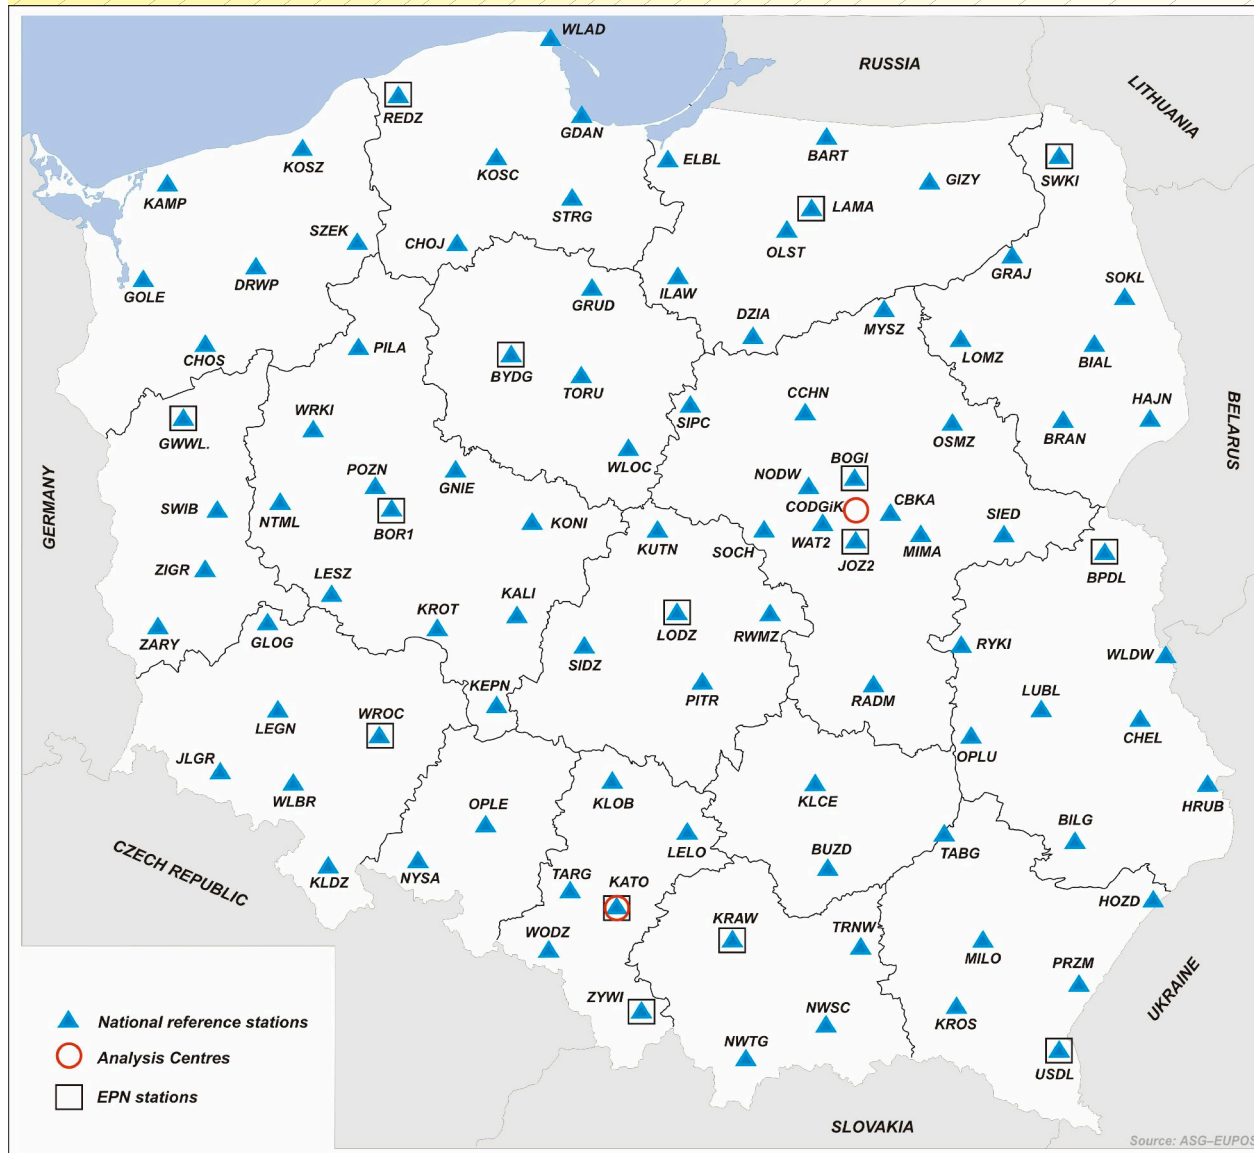 WLAD
RUSSIA
LITHUANIA
REDZ
GDAN
KOSZ
KOSC
ELBL
BART
GIZY
SWKI
KAMP
STRG
LAMA
SZEK
CHOJ
OLST
GRAJ
GOLE
DRWP
GRUD
ILAW
SOKL
DZIA
MYSZ
CHOS
PILA
BYDG
TORU
LOMZ
BIAL
GWWL.
WRKI
SIPC
CCHN
OSMZ
BRAN
HAJN
BELARUS
GERMANY
POZN
GNIE
WLOC
NODW
BOGI
SWIB
NTML
BOR1
KONI
KUTN
SOCH
CODGiK
WAT2
CBKA
JOZ2
MIMA
SIED
BPDL
ZIGR
LESZ
KROT
KALI
ZARY
GLOG
SIDZ
LODZ
RWMZ
RYKI
WLDW
LEGN
WROC
KEPN
PITR
RADM
LUBL
CHEL
JLGR
WLBR
OPLU
OPLE
KLOB
KLCE
HRUB
CZECH REPUBLIC
KLDZ
NYSA
LELO
BUZD
TABG
BILG
TARG
KATO
HOZD
WODZ
KRAW
TRNW
MILO
PRZM
ZYWI
NWSC
KROS
NWTG
USDL
UKRAINE
SLOVAKIA
National reference stations
Analysis Centres
EPN stations
Source: ASG–EUPOS